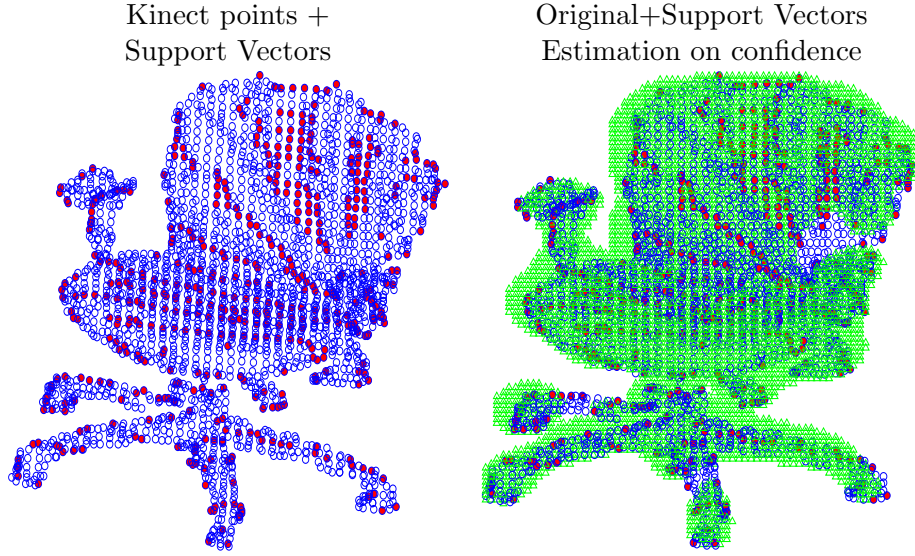 Kinect points +
Support Vectors
Original+Support Vectors
Estimation on confidence